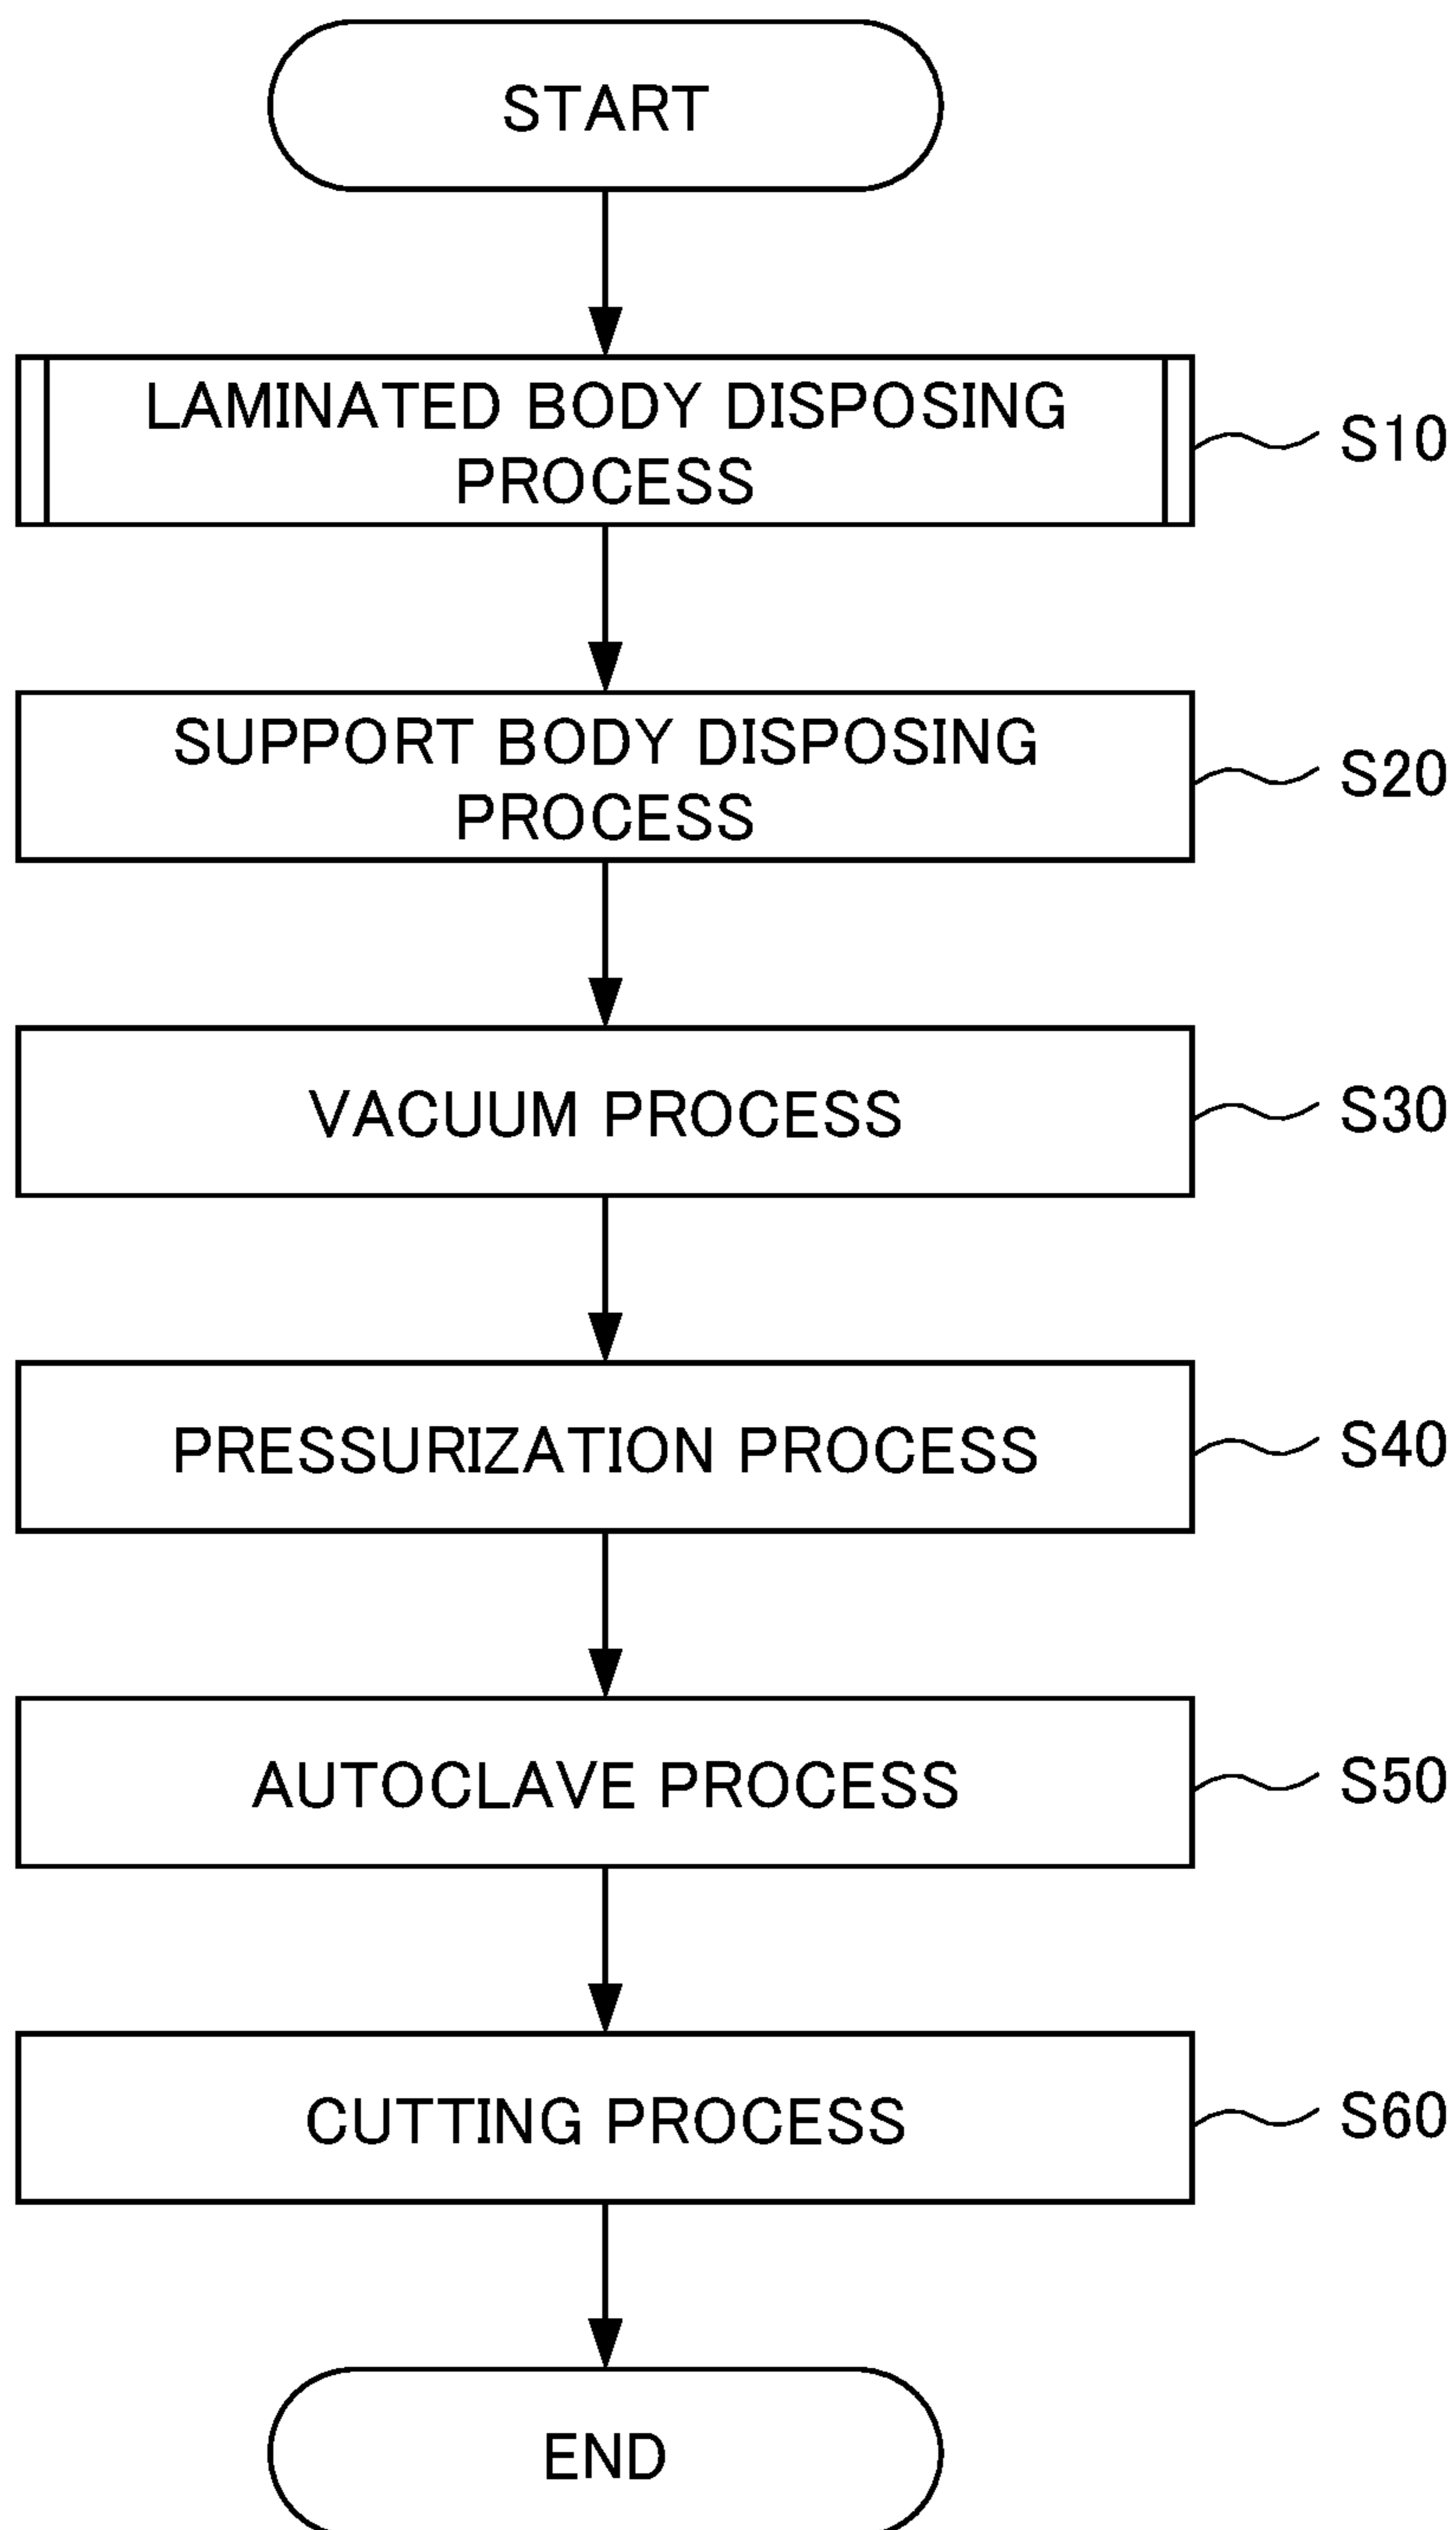 START
LAMINATED BODY DISPOSING
PROCESS
S10
SUPPORT BODY DISPOSING
PROCESS
S20
VACUUM PROCESS
S30
PRESSURIZATION PROCESS
S40
AUTOCLAVE PROCESS
S50
CUTTING PROCESS
S60
END